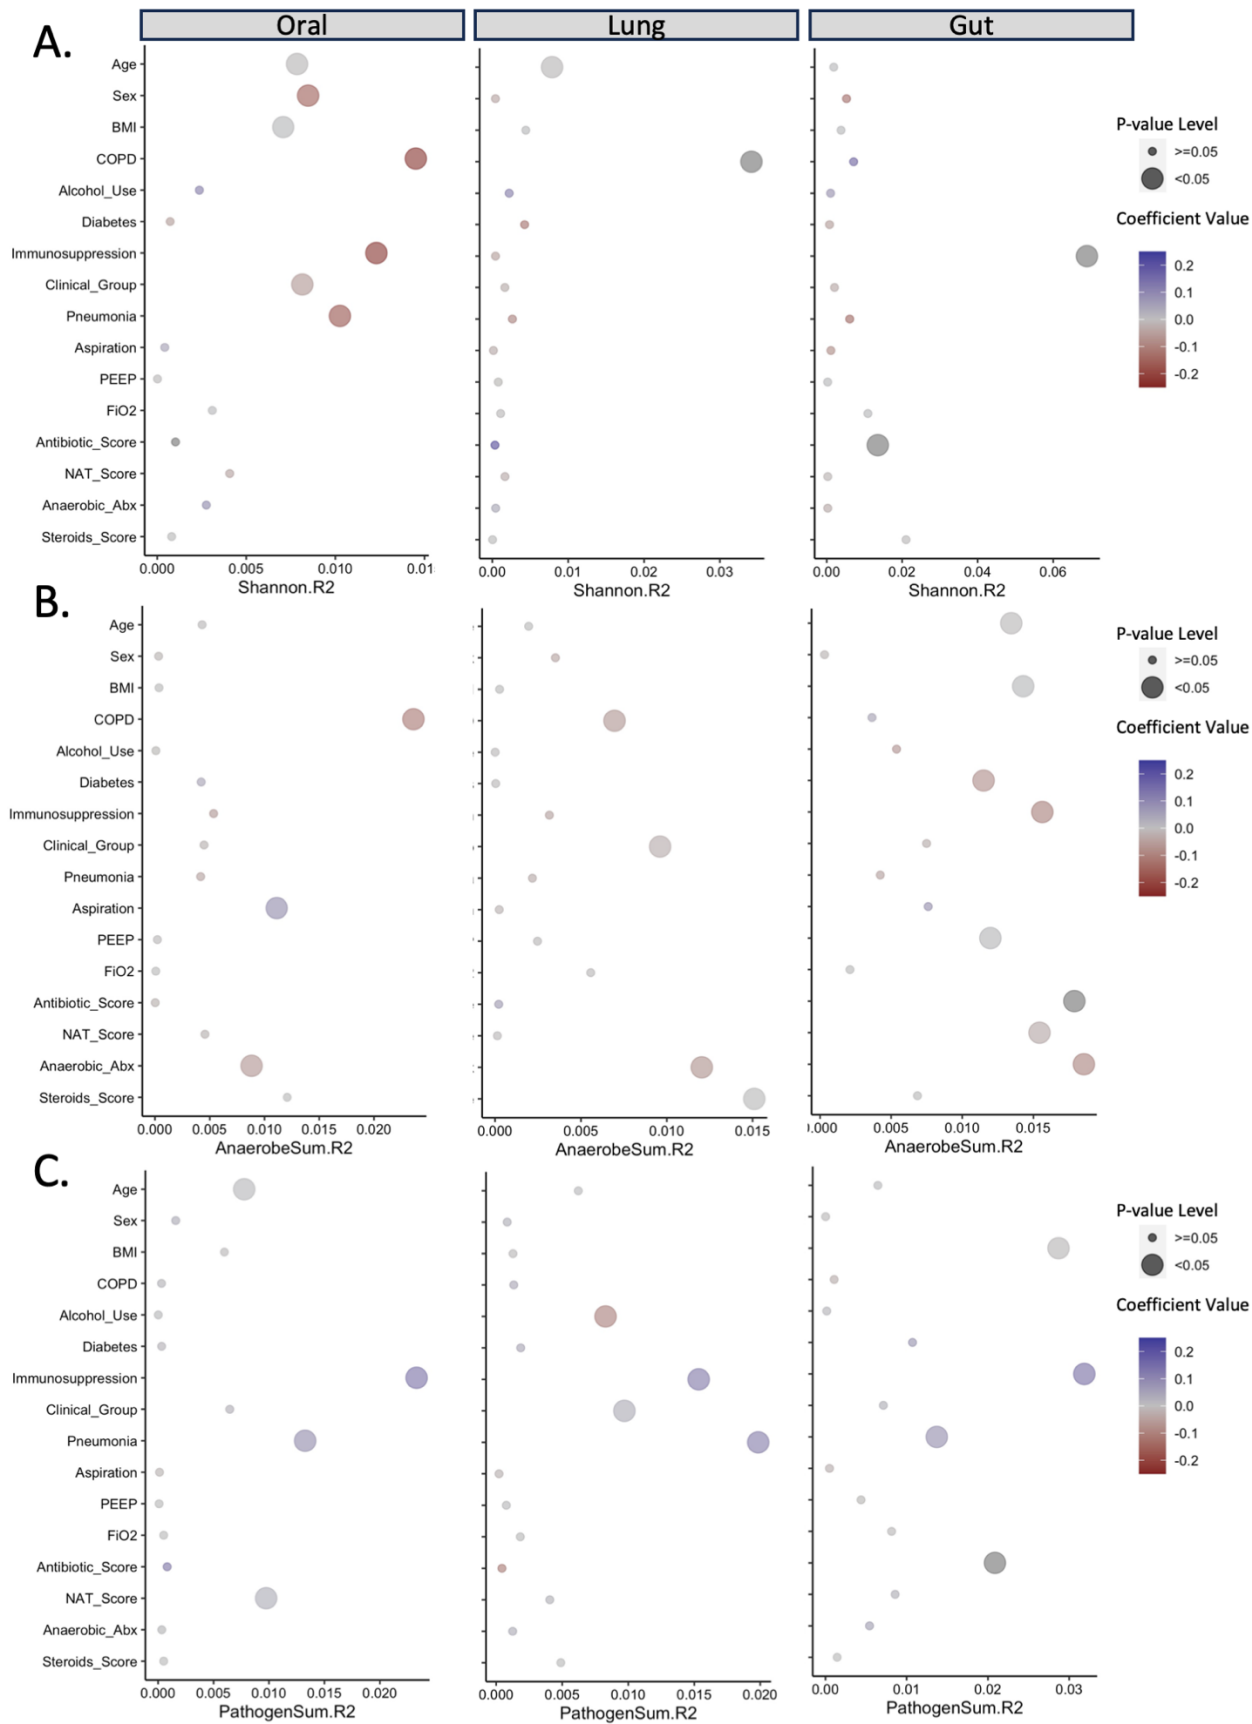 Oral Lung Gut
A.
Age
Sex
BMI
COPD
Alcohol_Use
Diabetes
Immunosuppression
Clinical_Group
Pneumonia
Aspiration
PEEP
FiO2
Antibiotic_Score
NAT_Score
Anaerobic_Abx
Steroids_Score
0.000 0.005 0.010 0.01
Shannon.R2
0.00 0.01 0.02 0.03
Shannon.R2
0.00 0.02 0.04 0.06
Shannon.R2
P-value Level
>=0.05
<0.05
Coefficient Value
0.2
0.1
0.0
-0.1
-0.2
B.
Age
Sex
BMI
COPD
Alcohol_Use
Diabetes
Immunosuppression
Clinical_Group
Pneumonia
Aspiration
PEEP
FiO2
Antibiotic_Score
NAT_Score
Anaerobic_Abx
Steroids_Score
0.000 0.005 0.010 0.015 0.020
AnaerobeSum.R2
0.000 0.005 0.010 0.015
AnaerobeSum.R2
.000 0.005 0.010 0.015
AnaerobeSum.R2
P-value Level
>=0.05
<0.05
Coefficient Value
0.2
0.1
0.0
-0.1
-0.2
C.
Age
Sex
BMI
COPD
Alcohol_Use
Diabetes
Immunosuppression
Clinical_Group
Pneumonia
Aspiration
PEEP
FiO2
Antibiotic_Score
NAT_Score
Anaerobic_Abx
Steroids_Score
0.000 0.005 0.010 0.015 0.020
PathogenSum.R2
0.000 0.005 0.010 0.015 0.020
PathogenSum.R2
0.00 0.01 0.02 0.03
PathogenSum.R2
P-value Level
>=0.05
<0.05
Coefficient Value
0.2
0.1
0.0
-0.1
-0.2